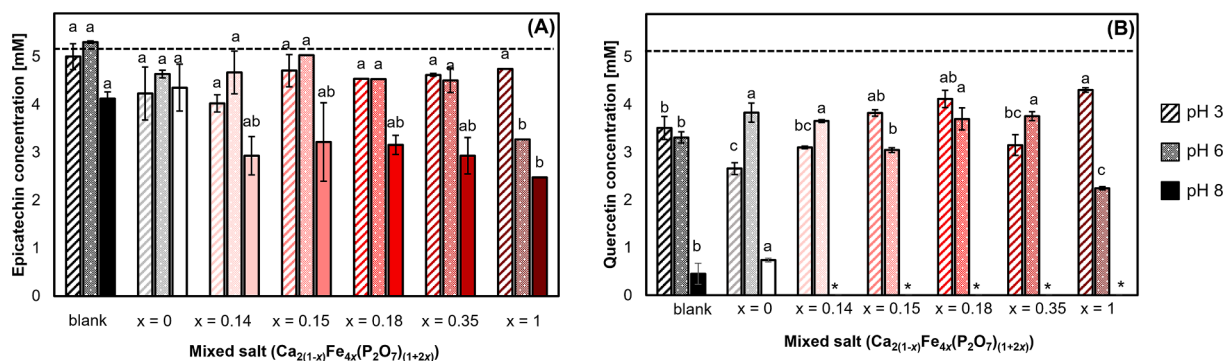 (A)
Epicatechin concentration [mM]
5
4
3
2
1
0
a a a
a a a
a a ab
a a ab
a a ab
a a ab
a b b
blank x = 0 x = 0.14 x = 0.15 x = 0.18 x = 0.35 x = 1
Mixed salt (Ca₂₍₁₋ₓ₎Fe₄ₓ(P₂O₇)₍₁₊₂ₓ₎)
(B)
Quercetin concentration [mM]
5
4
3
2
1
0
b b b
c a a
bc a *
ab b *
ab a *
bc a *
a c *
blank x = 0 x = 0.14 x = 0.15 x = 0.18 x = 0.35 x = 1
Mixed salt (Ca₂₍₁₋ₓ₎Fe₄ₓ(P₂O₇)₍₁₊₂ₓ₎)
pH 3
pH 6
pH 8